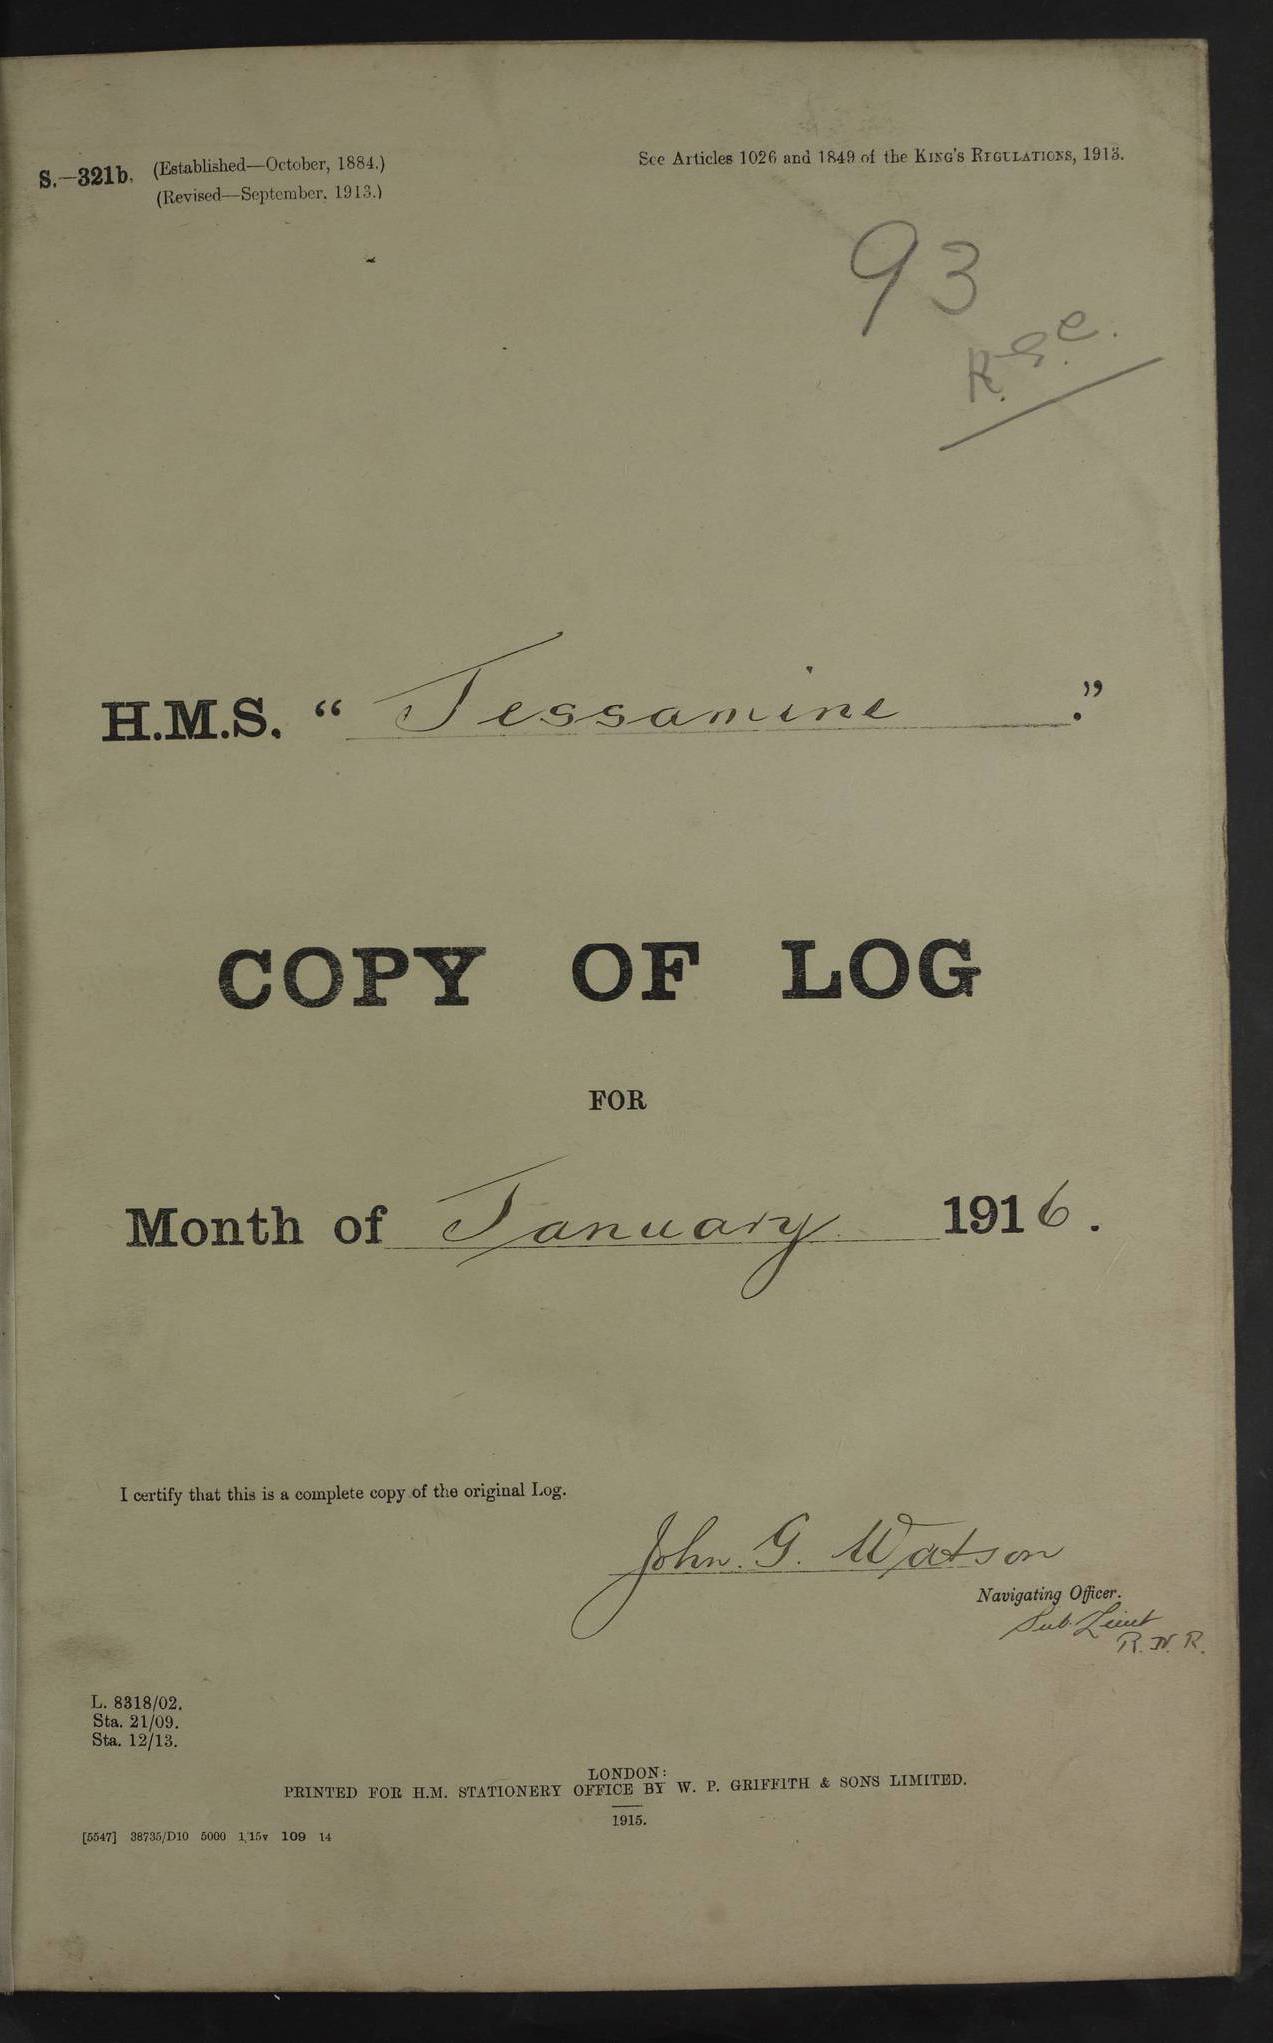 S.—321b. (Established—October, 1884.)
(Revised—September, 1913.)
See Articles 1026 and 1849 of the KING'S REGULATIONS, 1913.
93
H.M.S. “ Jessamine .”
COPY OF LOG
FOR
Month of January 1916.
I certify that this is a complete copy of the original Log.
John. G. Watson
Navigating Officer.
Sub. Lieut
R. N. R.
L. 8318/02.
Sta. 21/09.
Sta. 12/13.
LONDON:
PRINTED FOR H.M. STATIONERY OFFICE BY W. P. GRIFFITH & SONS LIMITED.
1915.
[5547] 38735/D10 5000 1/15v 109 14